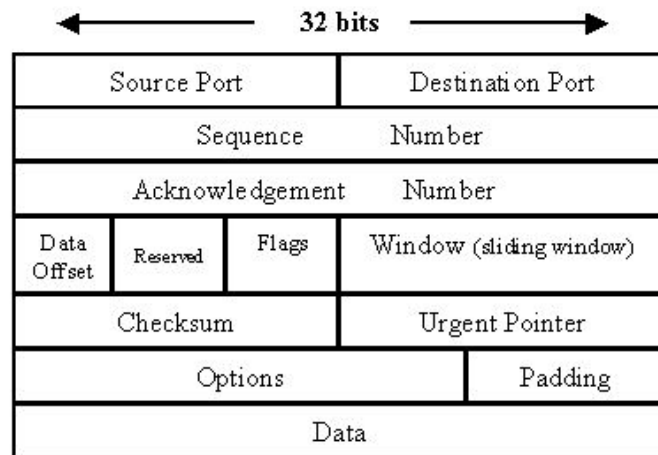 32 bits
Source Port Destination Port
Sequence Number
Acknowledgement Number
Data Offset Reserved Flags Window (sliding window)
Checksum Urgent Pointer
Options Padding
Data